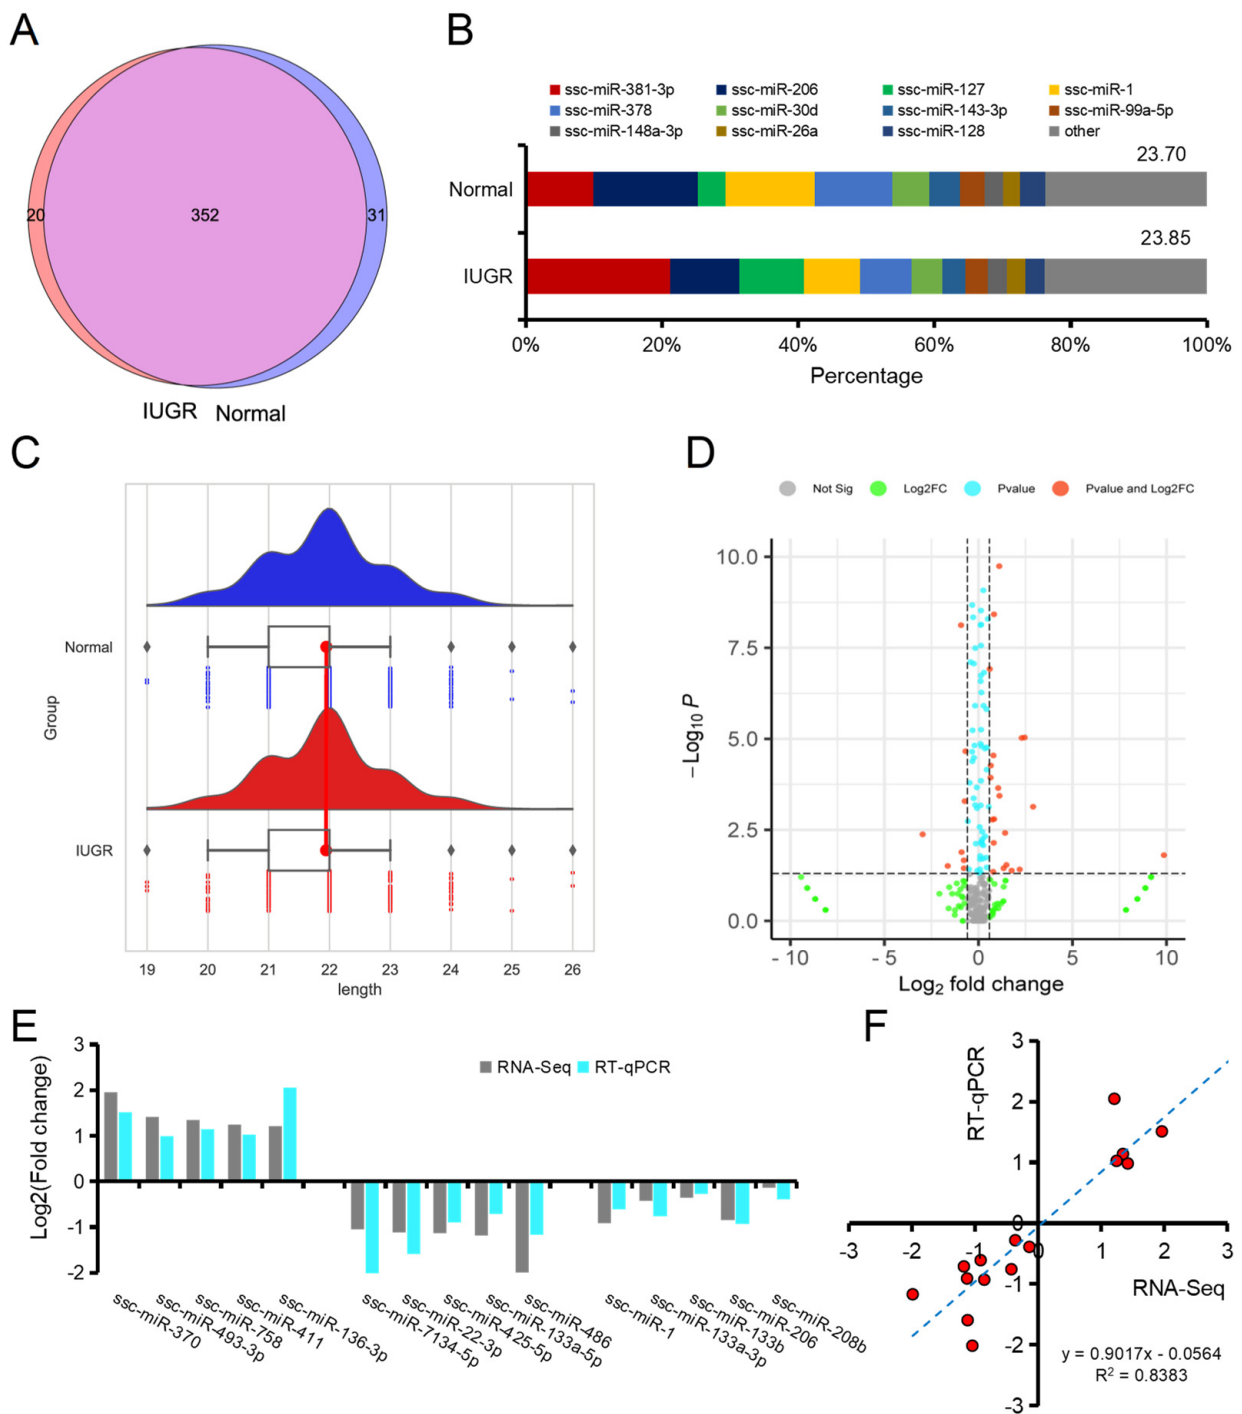 A
20
352
31
IUGR Normal
B
ssc-miR-381-3p ssc-miR-206 ssc-miR-127 ssc-miR-1
ssc-miR-378 ssc-miR-30d ssc-miR-143-3p ssc-miR-99a-5p
ssc-miR-148a-3p ssc-miR-26a ssc-miR-128 other
23.70
Normal
23.85
IUGR
0% 20% 40% 60% 80% 100%
Percentage
C
Normal
Group
IUGR
19 20 21 22 23 24 25 26
length
D
Not Sig Log2FC Pvalue Pvalue and Log2FC
10.0
7.5
5.0
2.5
0.0
-Log10 P
-10 -5 0 5 10
Log2 fold change
E
Log2(Fold change)
RNA-Seq RT-qPCR
3
2
1
0
-1
-2
ssc-miR-370
ssc-miR-493-3p
ssc-miR-758
ssc-miR-411
ssc-miR-136-3p
ssc-miR-7134-5p
ssc-miR-22-3p
ssc-miR-425-5p
ssc-miR-133a-5p
ssc-miR-486
ssc-miR-1
ssc-miR-133a-3p
ssc-miR-133b
ssc-miR-206
ssc-miR-208b
F
RT-qPCR
3
2
1
0
-3 -2 -1 0 1 2 3
-1
RNA-Seq
-2
-3
y = 0.9017x - 0.0564
R² = 0.8383